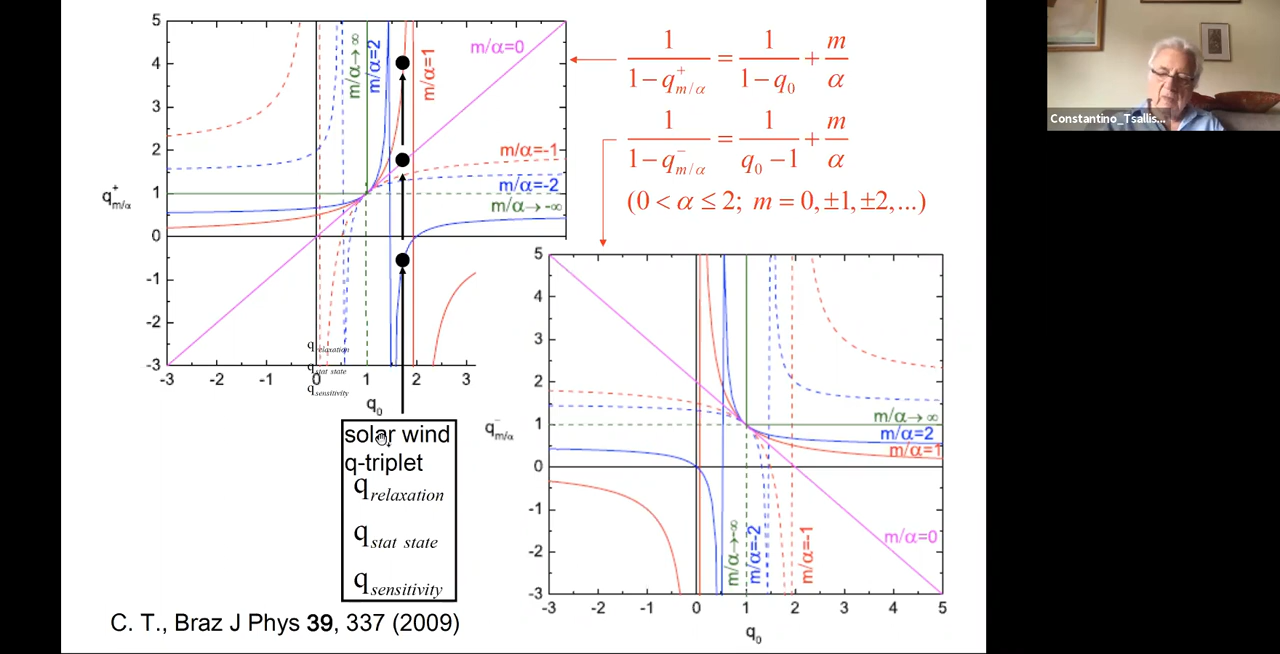 5
4
3
2
1
0
-1
-2
-3
-3
-2
-1
0
1
2
3
q⁺m/α
q₀
m/α→∞
m/α=2
m/α=1
m/α=0
m/α=-1
m/α=-2
m/α→-∞
qrelaxation
qstat state
qsensitivity
1/(1−q⁺m/α) = 1/(1−q₀) + m/α
1/(1−q⁻m/α) = 1/(q₀−1) + m/α
(0 < α ≤ 2; m = 0, ±1, ±2,...)
Constantino_Tsallis...
solar wind
q-triplet
qrelaxation
qstat state
qsensitivity
5
4
3
2
1
0
-1
-2
-3
-3
-2
-1
0
1
2
3
4
5
q⁻m/α
q₀
m/α→∞
m/α=2
m/α=1
m/α→-∞
m/α=-2
m/α=-1
m/α=0
C. T., Braz J Phys 39, 337 (2009)